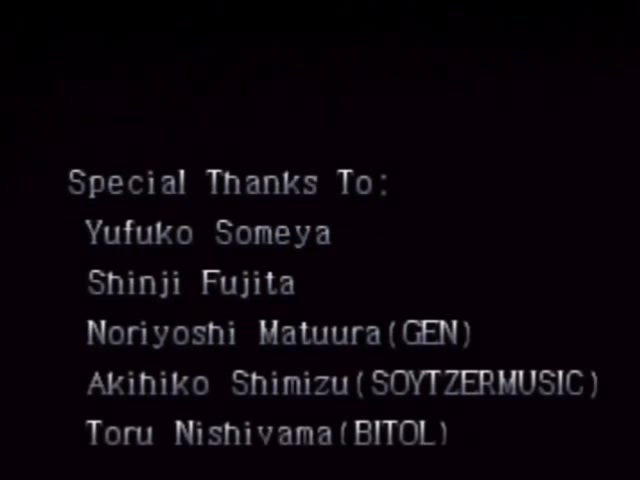 Special Thanks To:
Yufuko Someya
Shinji Fujita
Noriyoshi Matuura(GEN)
Akihiko Shimizu(SOYTZERMUSIC)
Toru Nishiyama(BITOL)